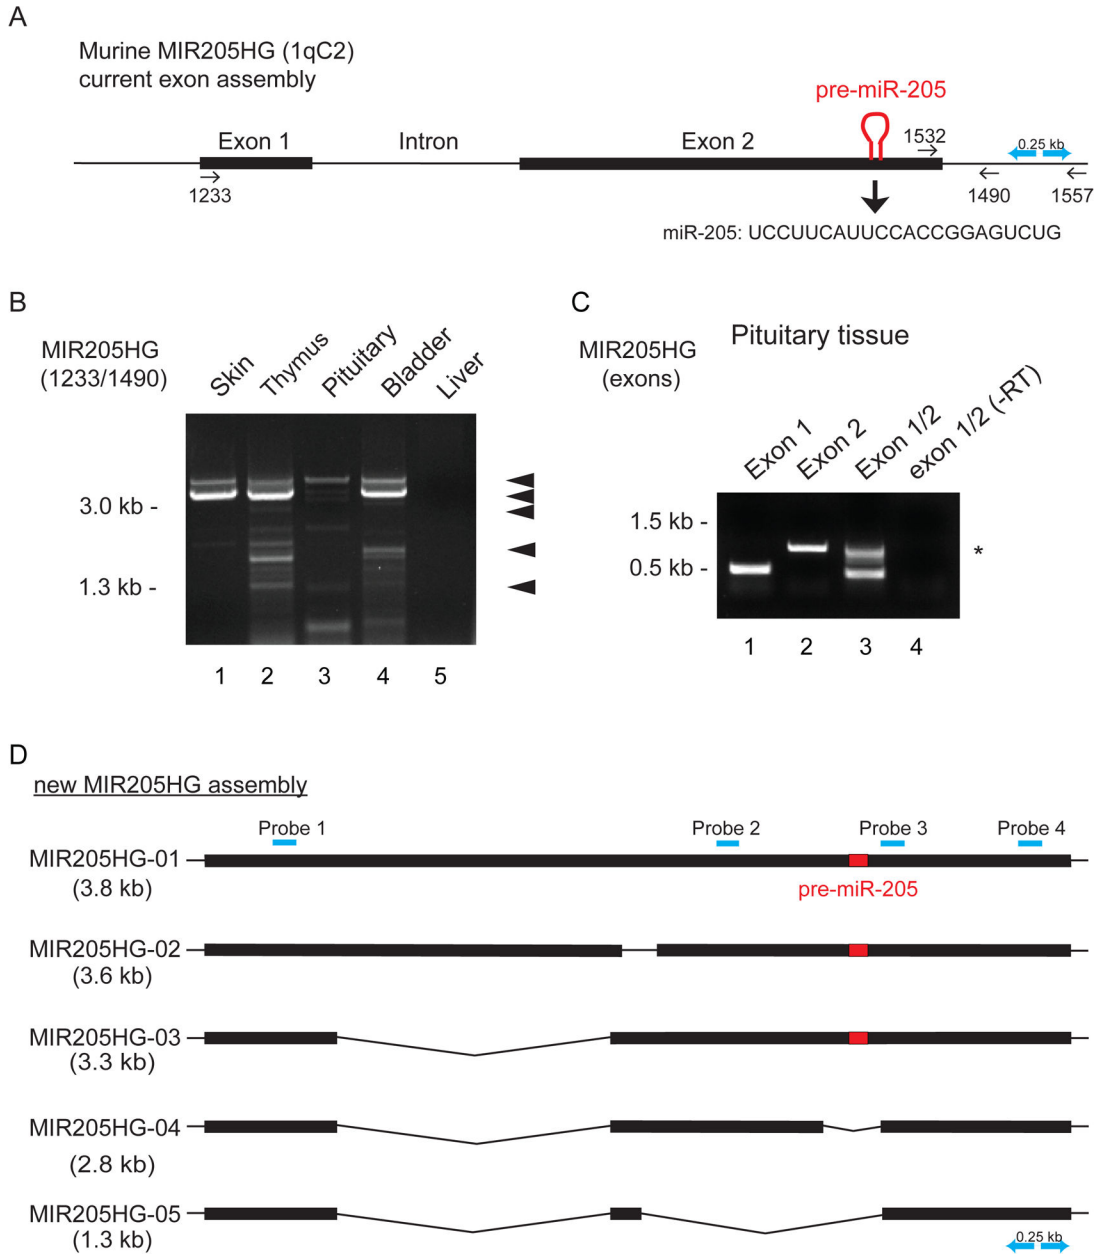 A
Murine MIR205HG (1qC2)
current exon assembly
pre-miR-205
Exon 1
Intron
Exon 2
1532
0.25 kb
1233
1490
1557
miR-205: UCCUUCAUUCCACCGGAGUCUG
B
MIR205HG
(1233/1490)
Skin
Thymus
Pituitary
Bladder
Liver
3.0 kb -
1.3 kb -
1 2 3 4 5
C
Pituitary tissue
MIR205HG
(exons)
Exon 1
Exon 2
Exon 1/2
exon 1/2 (-RT)
1.5 kb -
0.5 kb -
*
1 2 3 4
D
new MIR205HG assembly
Probe 1 Probe 2 Probe 3 Probe 4
MIR205HG-01
(3.8 kb)
pre-miR-205
MIR205HG-02
(3.6 kb)
MIR205HG-03
(3.3 kb)
MIR205HG-04
(2.8 kb)
MIR205HG-05
(1.3 kb)
0.25 kb